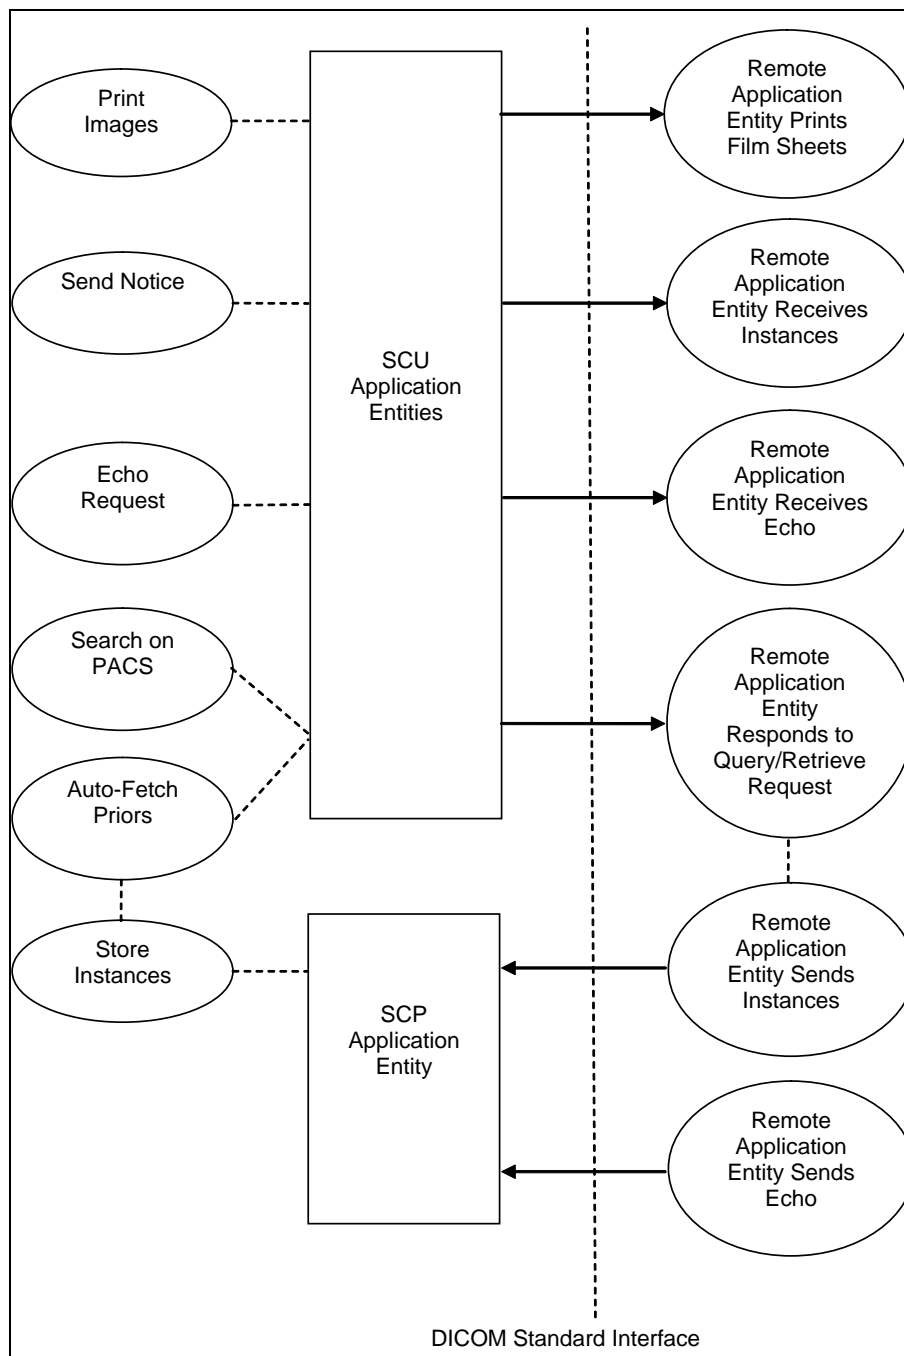 Print
Images
Remote
Application
Entity Prints
Film Sheets
Send Notice
Remote
Application
Entity Receives
Instances
SCU
Application
Entities
Echo
Request
Remote
Application
Entity Receives
Echo
Search on
PACS
Remote
Application
Entity
Responds to
Query/Retrieve
Request
Auto-Fetch
Priors
Store
Instances
Remote
Application
Entity Sends
Instances
SCP
Application
Entity
Remote
Application
Entity Sends
Echo
DICOM Standard Interface